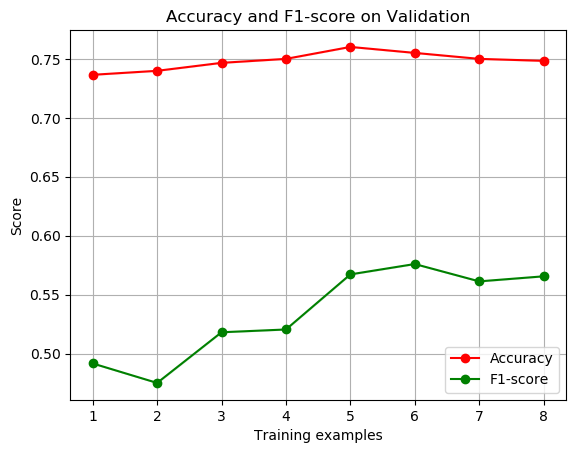 Accuracy and F1-score on Validation
Score
0.75
0.70
0.65
0.60
0.55
0.50
Accuracy
F1-score
1 2 3 4 5 6 7 8
Training examples